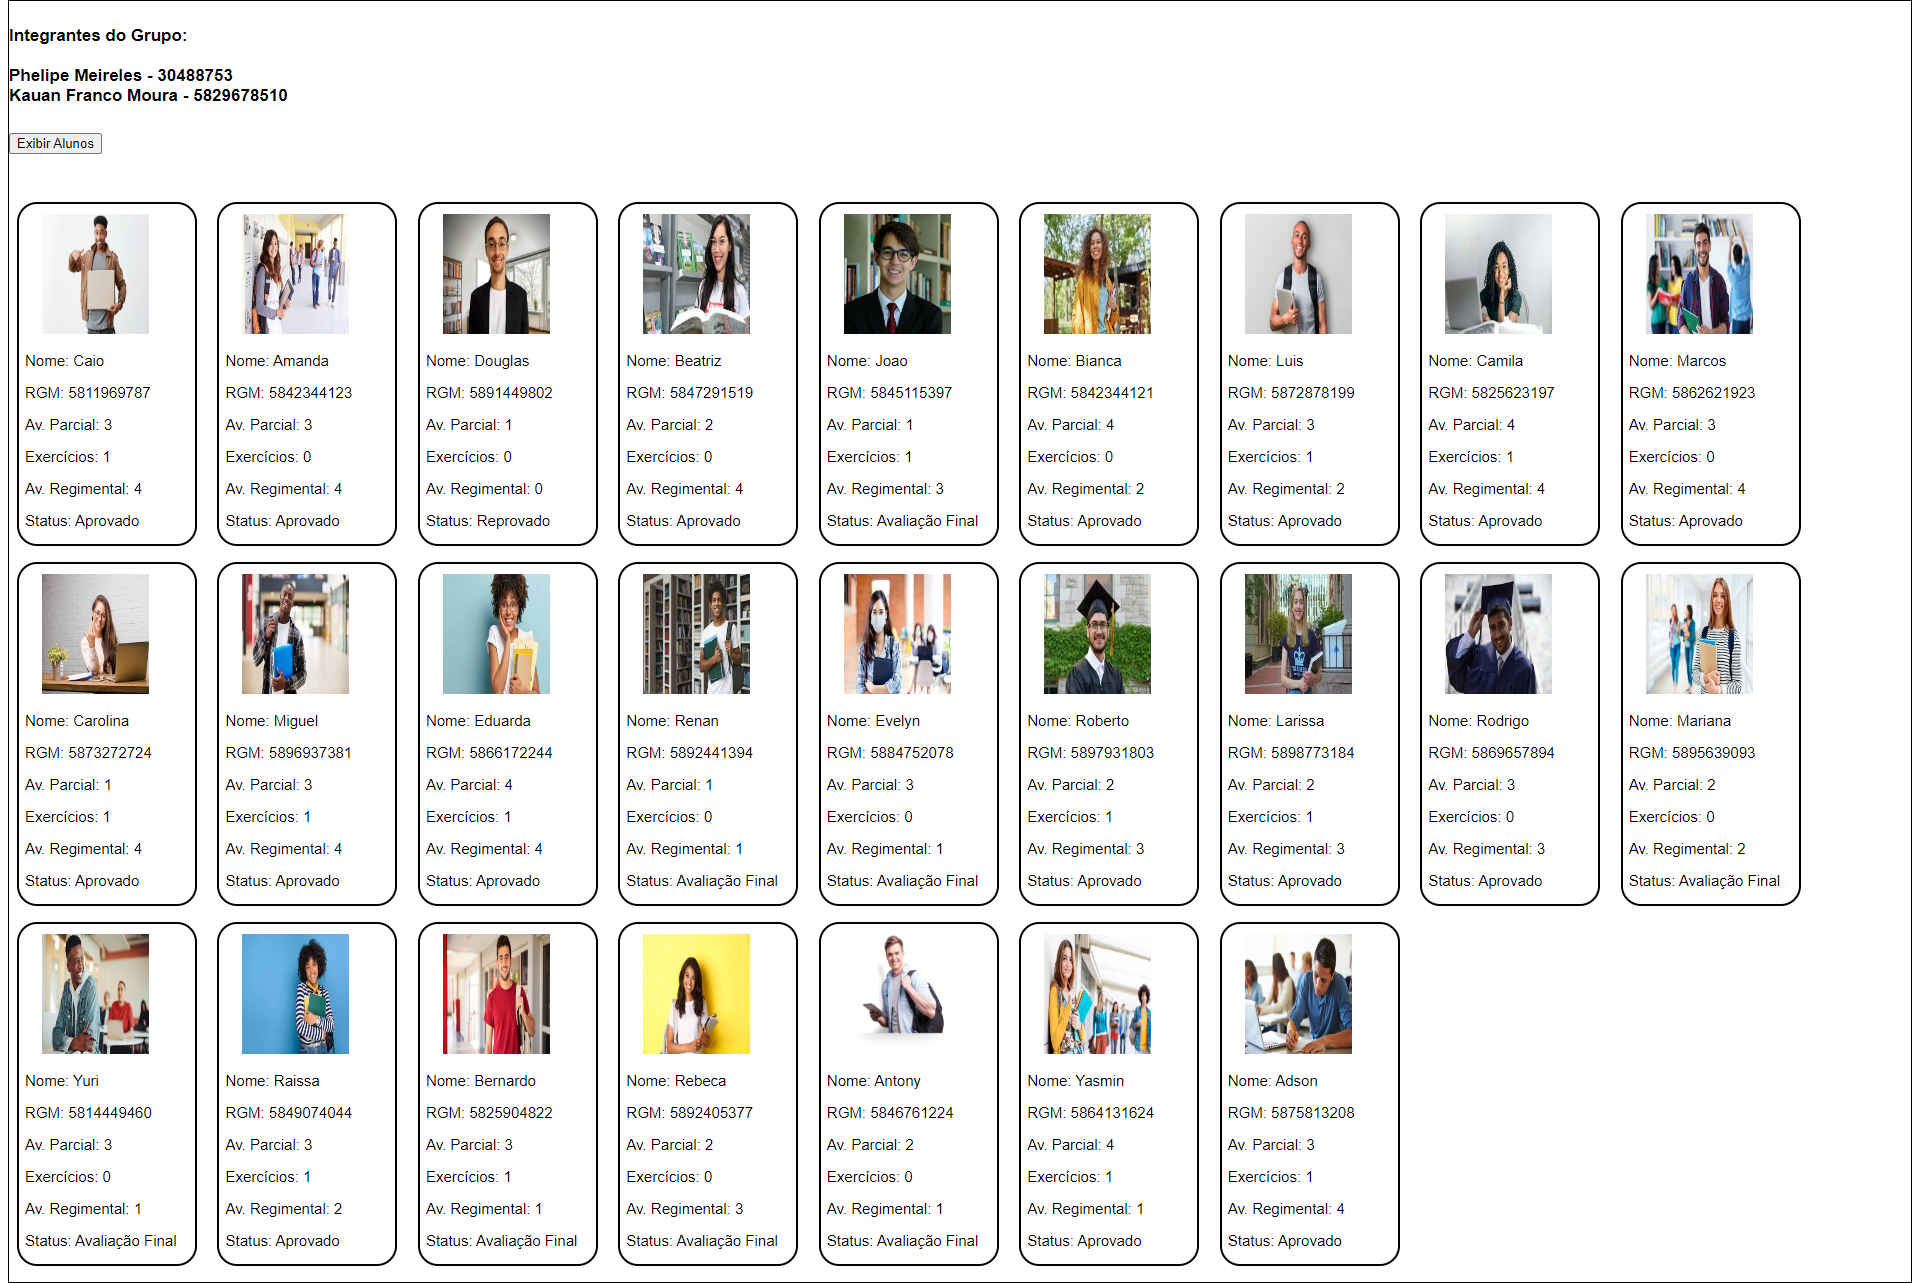 Integrantes do Grupo:
Phelipe Meireles - 30488753
Kauan Franco Moura - 5829678510
Exibir Alunos
Nome: Caio
RGM: 5811969787
Av. Parcial: 3
Exercícios: 1
Av. Regimental: 4
Status: Aprovado
Nome: Amanda
RGM: 5842344123
Av. Parcial: 3
Exercícios: 0
Av. Regimental: 4
Status: Aprovado
Nome: Douglas
RGM: 5891449802
Av. Parcial: 1
Exercícios: 0
Av. Regimental: 0
Status: Reprovado
Nome: Beatriz
RGM: 5847291519
Av. Parcial: 2
Exercícios: 0
Av. Regimental: 4
Status: Aprovado
Nome: Joao
RGM: 5845115397
Av. Parcial: 1
Exercícios: 1
Av. Regimental: 3
Status: Avaliação Final
Nome: Bianca
RGM: 5842344121
Av. Parcial: 4
Exercícios: 0
Av. Regimental: 2
Status: Aprovado
Nome: Luis
RGM: 5872878199
Av. Parcial: 3
Exercícios: 1
Av. Regimental: 2
Status: Aprovado
Nome: Camila
RGM: 5825623197
Av. Parcial: 4
Exercícios: 1
Av. Regimental: 4
Status: Aprovado
Nome: Marcos
RGM: 5862621923
Av. Parcial: 3
Exercícios: 0
Av. Regimental: 4
Status: Aprovado
Nome: Carolina
RGM: 5873272724
Av. Parcial: 1
Exercícios: 1
Av. Regimental: 4
Status: Aprovado
Nome: Miguel
RGM: 5896937381
Av. Parcial: 3
Exercícios: 1
Av. Regimental: 4
Status: Aprovado
Nome: Eduarda
RGM: 5866172244
Av. Parcial: 4
Exercícios: 1
Av. Regimental: 4
Status: Aprovado
Nome: Renan
RGM: 5892441394
Av. Parcial: 1
Exercícios: 0
Av. Regimental: 1
Status: Avaliação Final
Nome: Evelyn
RGM: 5884752078
Av. Parcial: 3
Exercícios: 0
Av. Regimental: 1
Status: Avaliação Final
Nome: Roberto
RGM: 5897931803
Av. Parcial: 2
Exercícios: 1
Av. Regimental: 3
Status: Aprovado
Nome: Larissa
RGM: 5898773184
Av. Parcial: 2
Exercícios: 1
Av. Regimental: 3
Status: Aprovado
Nome: Rodrigo
RGM: 5869657894
Av. Parcial: 3
Exercícios: 0
Av. Regimental: 3
Status: Aprovado
Nome: Mariana
RGM: 5895639093
Av. Parcial: 2
Exercícios: 0
Av. Regimental: 2
Status: Avaliação Final
Nome: Yuri
RGM: 5814449460
Av. Parcial: 3
Exercícios: 0
Av. Regimental: 1
Status: Avaliação Final
Nome: Raissa
RGM: 5849074044
Av. Parcial: 3
Exercícios: 1
Av. Regimental: 2
Status: Aprovado
Nome: Bernardo
RGM: 5825904822
Av. Parcial: 3
Exercícios: 1
Av. Regimental: 1
Status: Avaliação Final
Nome: Rebeca
RGM: 5892405377
Av. Parcial: 2
Exercícios: 0
Av. Regimental: 3
Status: Avaliação Final
Nome: Antony
RGM: 5846761224
Av. Parcial: 2
Exercícios: 0
Av. Regimental: 1
Status: Avaliação Final
Nome: Yasmin
RGM: 5864131624
Av. Parcial: 4
Exercícios: 1
Av. Regimental: 1
Status: Aprovado
Nome: Adson
RGM: 5875813208
Av. Parcial: 3
Exercícios: 1
Av. Regimental: 4
Status: Aprovado